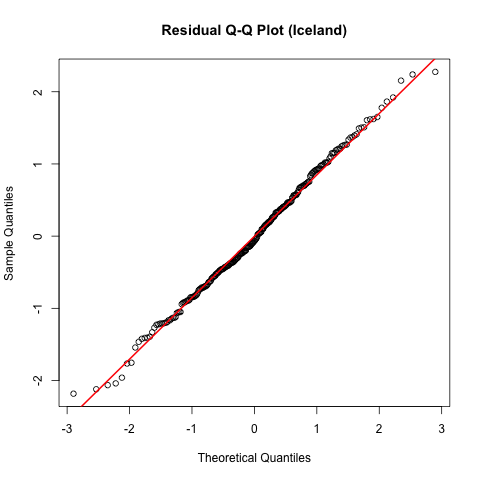 Residual Q-Q Plot (Iceland)
Sample Quantiles
2
1
0
-1
-2
-3 -2 -1 0 1 2 3
Theoretical Quantiles